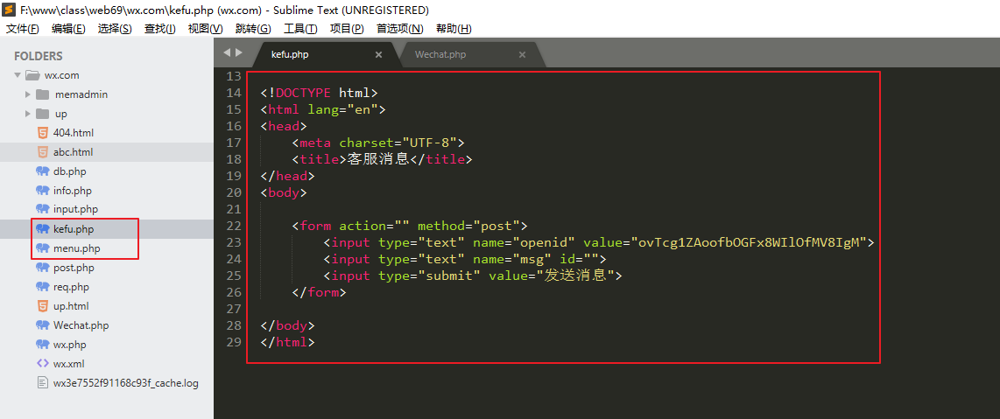 F:\www\class\web69\wx.com\kefu.php (wx.com) - Sublime Text (UNREGISTERED)
文件(F) 编辑(E) 选择(S) 查找(I) 视图(V) 跳转(G) 工具(T) 项目(P) 首选项(N) 帮助(H)
FOLDERS
wx.com
memadmin
up
404.html
abc.html
db.php
info.php
input.php
kefu.php
menu.php
post.php
req.php
up.html
Wechat.php
wx.php
wx.xml
wx3e7552f91168c93f_cache.log
kefu.php × Wechat.php ×
13
14 <!DOCTYPE html>
15 <html lang="en">
16 <head>
17 <meta charset="UTF-8">
18 <title>客服消息</title>
19 </head>
20 <body>
21
22 <form action="" method="post">
23 <input type="text" name="openid" value="ovTcg1ZAoofbOGFx8WIlOfMV8IgM">
24 <input type="text" name="msg" id="">
25 <input type="submit" value="发送消息">
26 </form>
27
28 </body>
29 </html>